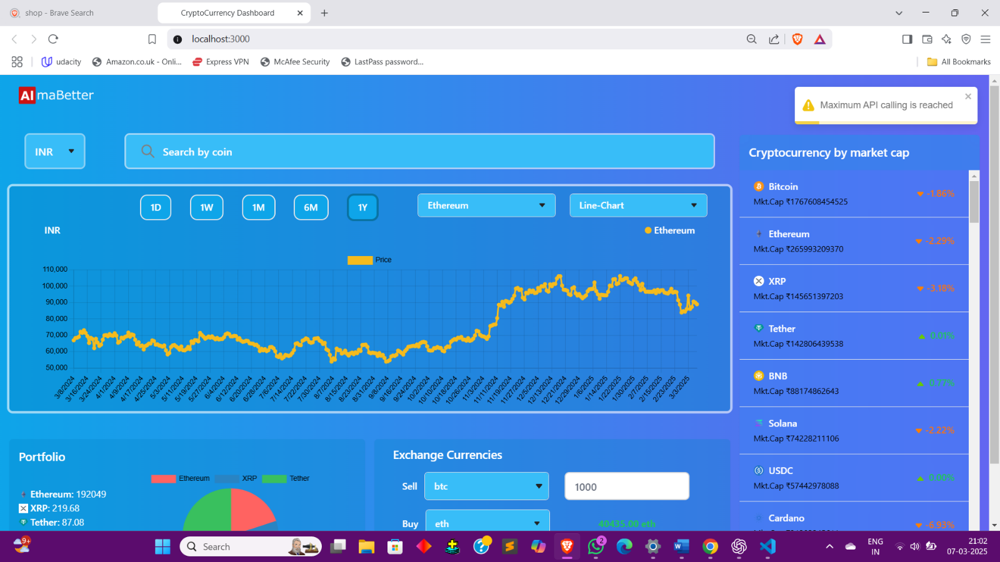 shop - Brave Search
CryptoCurrency Dashboard
localhost:3000
udacity
Amazon.co.uk - Onli...
Express VPN
McAfee Security
LastPass password...
All Bookmarks
AlmaBetter
Maximum API calling is reached
INR
Search by coin
Cryptocurrency by market cap
1D
1W
1M
6M
1Y
Ethereum
Line-Chart
INR
Ethereum
Price
110,000
100,000
90,000
80,000
70,000
60,000
50,000
3/8/2024
3/16/2024
3/24/2024
4/1/2024
4/9/2024
4/17/2024
4/25/2024
5/3/2024
5/11/2024
5/19/2024
5/27/2024
6/4/2024
6/12/2024
6/20/2024
6/28/2024
7/6/2024
7/14/2024
7/22/2024
7/30/2024
8/7/2024
8/15/2024
8/23/2024
8/31/2024
9/8/2024
9/16/2024
9/24/2024
10/2/2024
10/10/2024
10/18/2024
10/26/2024
11/3/2024
11/11/2024
11/19/2024
11/27/2024
12/5/2024
12/13/2024
12/21/2024
12/29/2024
1/6/2025
1/14/2025
1/22/2025
1/30/2025
2/7/2025
2/15/2025
2/23/2025
3/3/2025
Bitcoin
Mkt.Cap ₹1767608454525
-1.86%
Ethereum
Mkt.Cap ₹265993209370
-2.29%
XRP
Mkt.Cap ₹145651397203
-3.18%
Tether
Mkt.Cap ₹142806439538
0.01%
BNB
Mkt.Cap ₹88174862643
0.77%
Solana
Mkt.Cap ₹74228211106
-2.22%
USDC
Mkt.Cap ₹57442978088
0.00%
Cardano
-6.93%
Portfolio
Ethereum
XRP
Tether
Ethereum: 192049
XRP: 219.68
Tether: 87.08
Exchange Currencies
Sell
btc
1000
Buy
eth
40435.00 eth
9+
Search
2
ENG
IN
21:02
07-03-2025